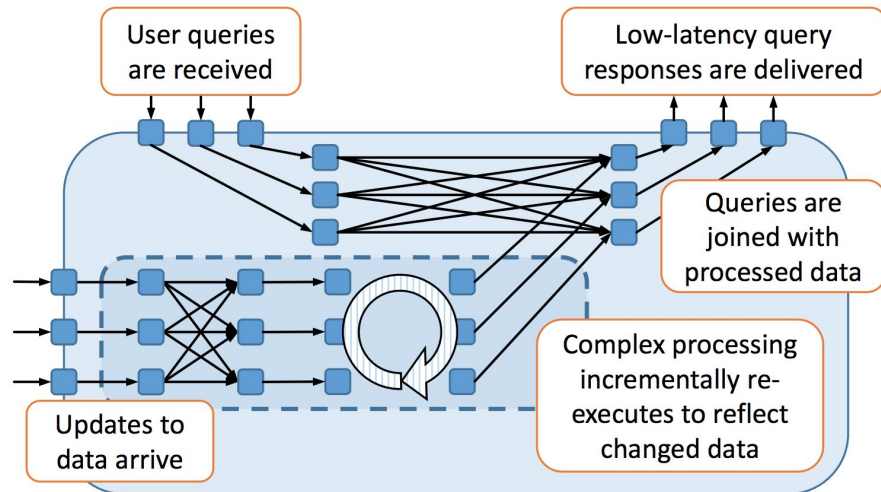 User queries
are received
Low-latency query
responses are delivered
Queries are
joined with
processed data
Complex processing
incrementally re-
executes to reflect
changed data
Updates to
data arrive